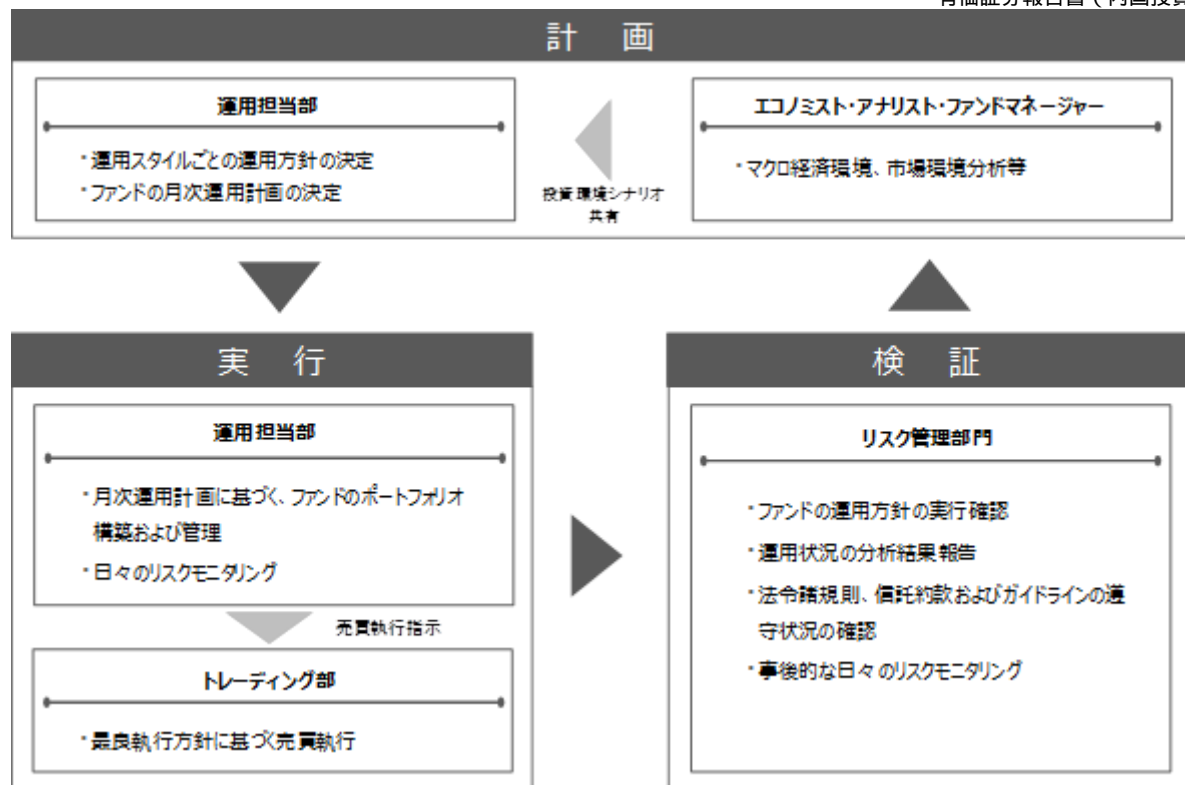 計 画
運用担当部
・運用スタイルごとの運用方針の決定
・ファンドの月次運用計画の決定
投資環境シナリオ
共有
エコノミスト・アナリスト・ファンドマネージャー
・マクロ経済環境、市場環境分析等
実 行
運用担当部
・月次運用計画に基づく、ファンドのポートフォリオ
構築および管理
・日々のリスクモニタリング
売買執行指示
トレーディング部
・最良執行方針に基づく売買執行
検 証
リスク管理部門
・ファンドの運用方針の実行確認
・運用状況の分析結果報告
・法令諸規則、信託約款およびガイドラインの遵
守状況の確認
・事後的な日々のリスクモニタリング